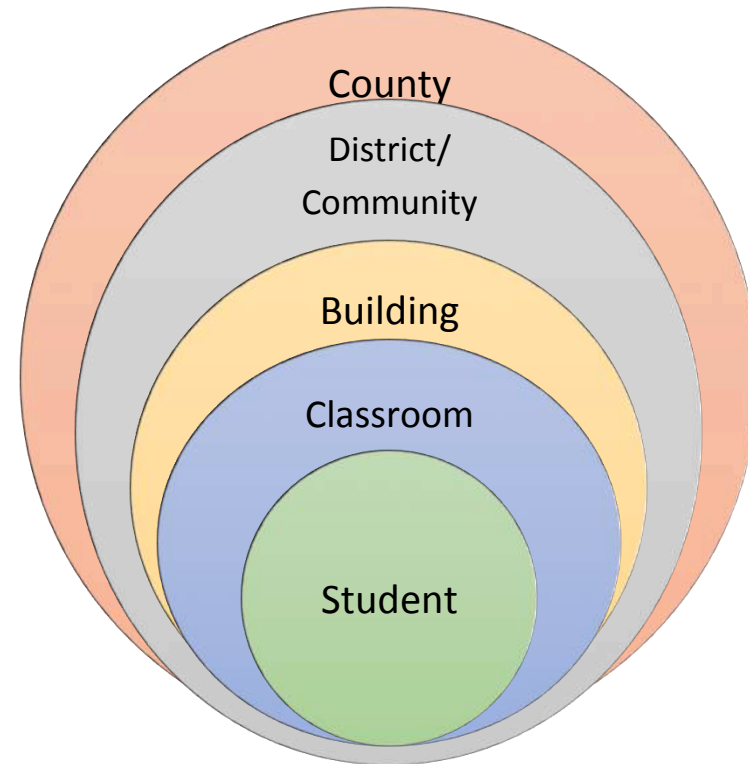 County
District/
Community
Building
Classroom
Student